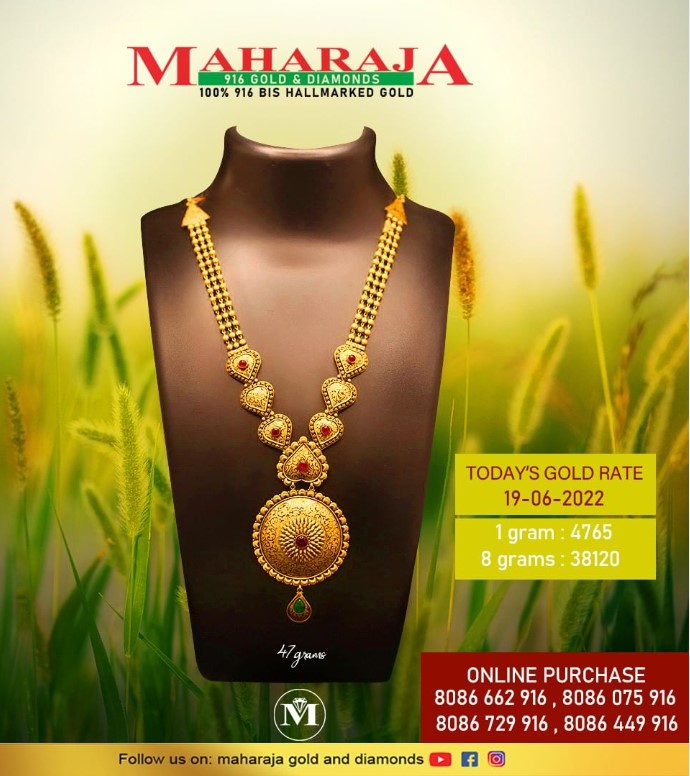 MAHARAJA
916 GOLD & DIAMONDS
100% 916 BIS HALLMARKED GOLD
TODAY'S GOLD RATE
19-06-2022
1 gram : 4765
8 grams : 38120
47 grams
M
ONLINE PURCHASE
8086 662 916 , 8086 075 916
8086 729 916 , 8086 449 916
Follow us on: maharaja gold and diamonds